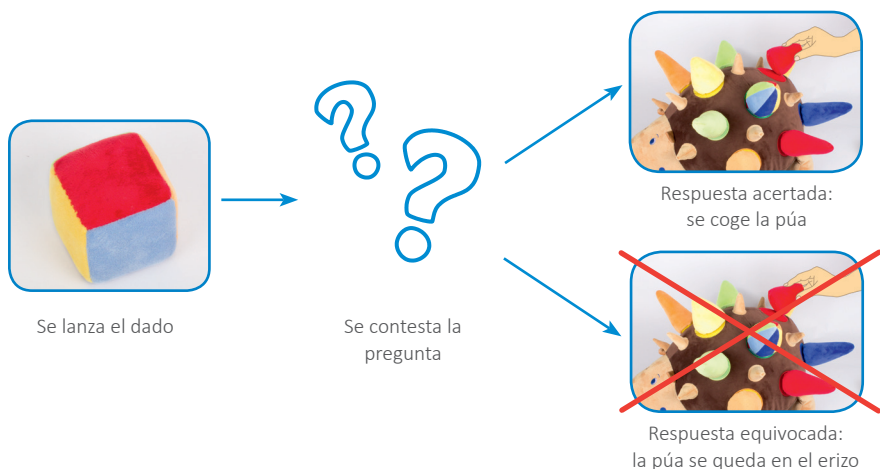 Se lanza el dado
Se contesta la
pregunta
Respuesta acertada:
se coge la púa
Respuesta equivocada:
la púa se queda en el erizo